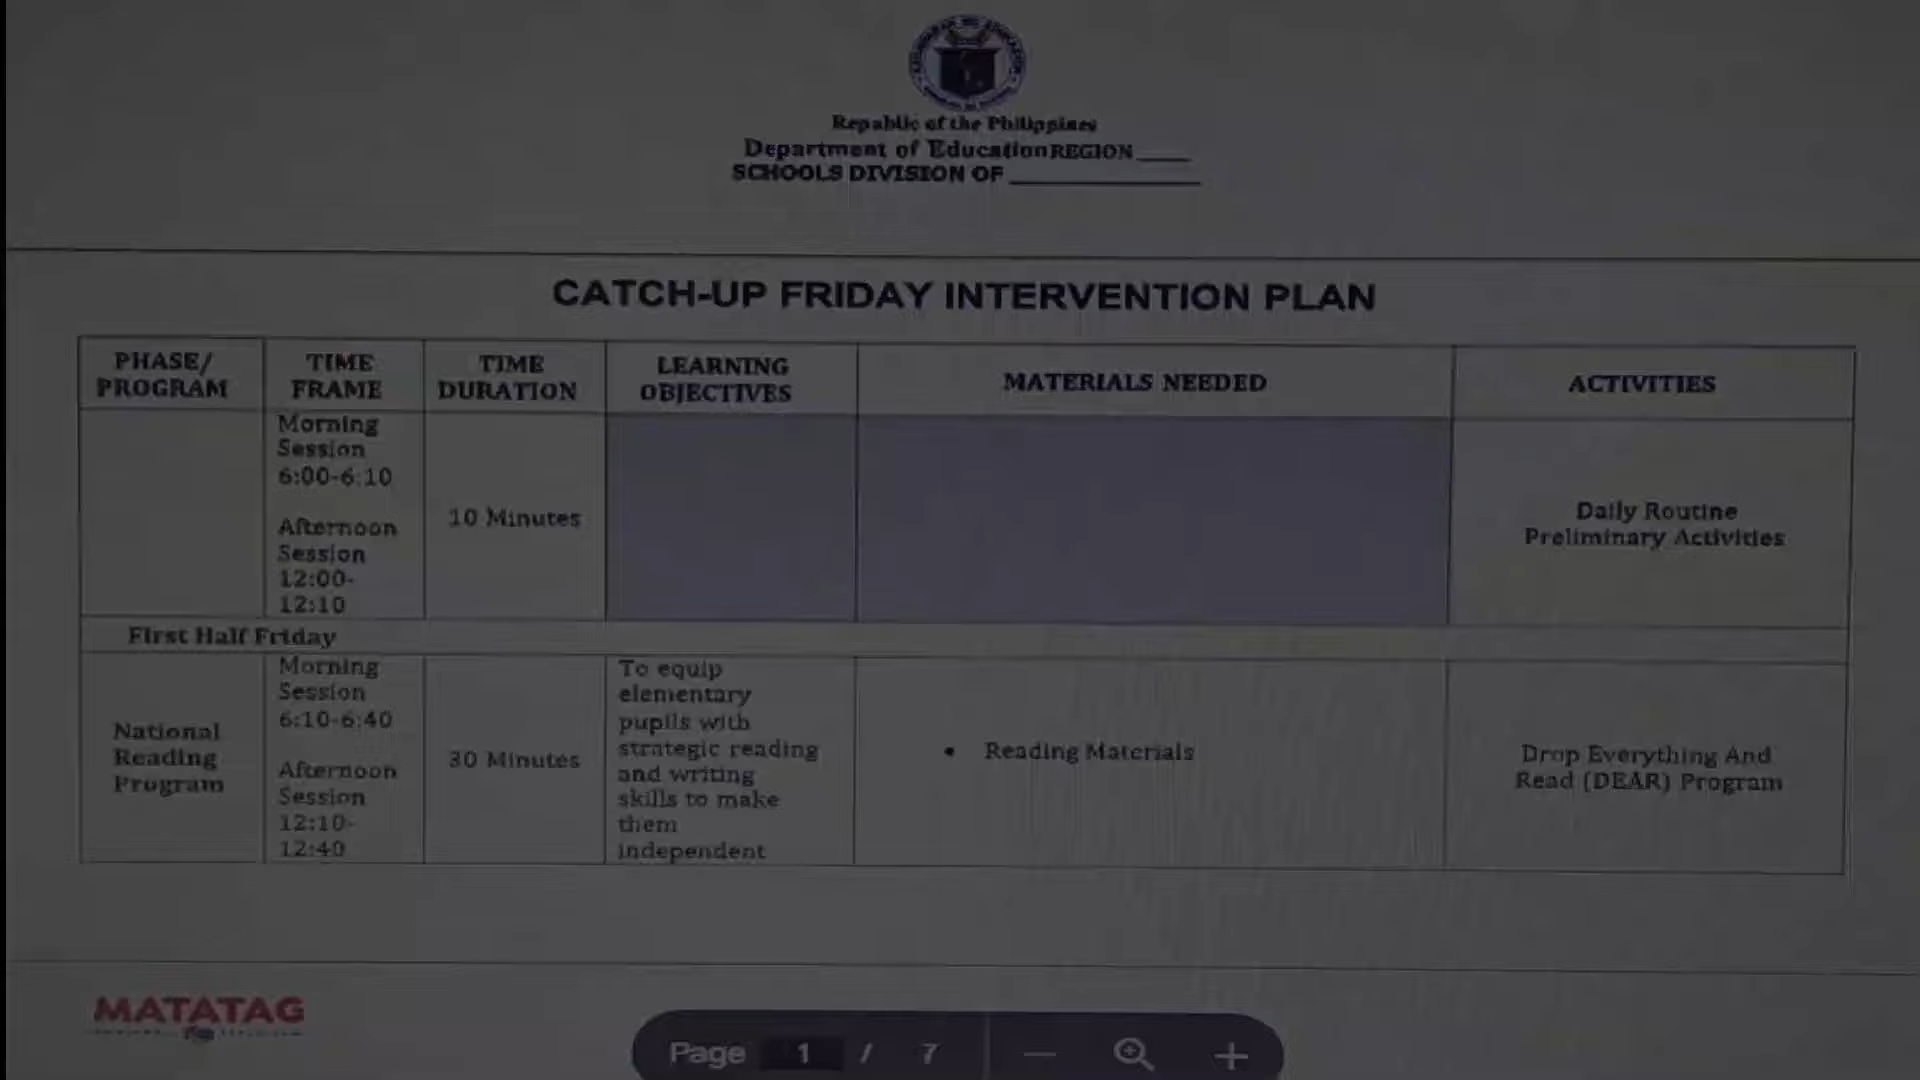 Republic of the Philippines
Department of Education REGION ____
SCHOOLS DIVISION OF ____________
CATCH-UP FRIDAY INTERVENTION PLAN
PHASE/
PROGRAM
TIME
FRAME
TIME
DURATION
LEARNING
OBJECTIVES
MATERIALS NEEDED
ACTIVITIES
Morning
Session
6:00-6:10
Afternoon
Session
12:00-
12:10
10 Minutes
Daily Routine
Preliminary Activities
First Half Friday
National
Reading
Program
Morning
Session
6:10-6:40
Afternoon
Session
12:10-
12:40
30 Minutes
To equip
elementary
pupils with
strategic reading
and writing
skills to make
them
independent
• Reading Materials
Drop Everything And
Read (DEAR) Program
MATATAG
Page 1 / 7